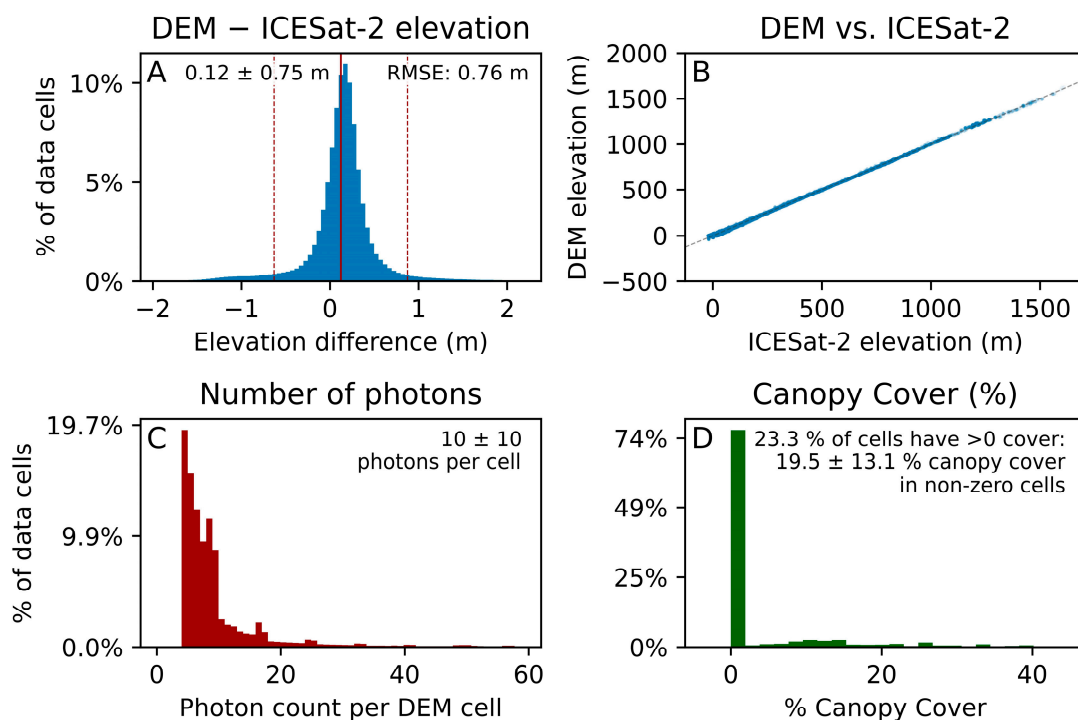 DEM − ICESat-2 elevation
A
0.12 ± 0.75 m
RMSE: 0.76 m
% of data cells
10%
5%
0%
−2
−1
0
1
2
Elevation difference (m)
DEM vs. ICESat-2
B
DEM elevation (m)
2000
1500
1000
500
0
−500
0
500
1000
1500
ICESat-2 elevation (m)
Number of photons
C
10 ± 10
photons per cell
% of data cells
19.7%
9.9%
0.0%
0
20
40
60
Photon count per DEM cell
Canopy Cover (%)
D
23.3 % of cells have >0 cover:
19.5 ± 13.1 % canopy cover
in non-zero cells
74%
49%
25%
0%
0
20
40
% Canopy Cover